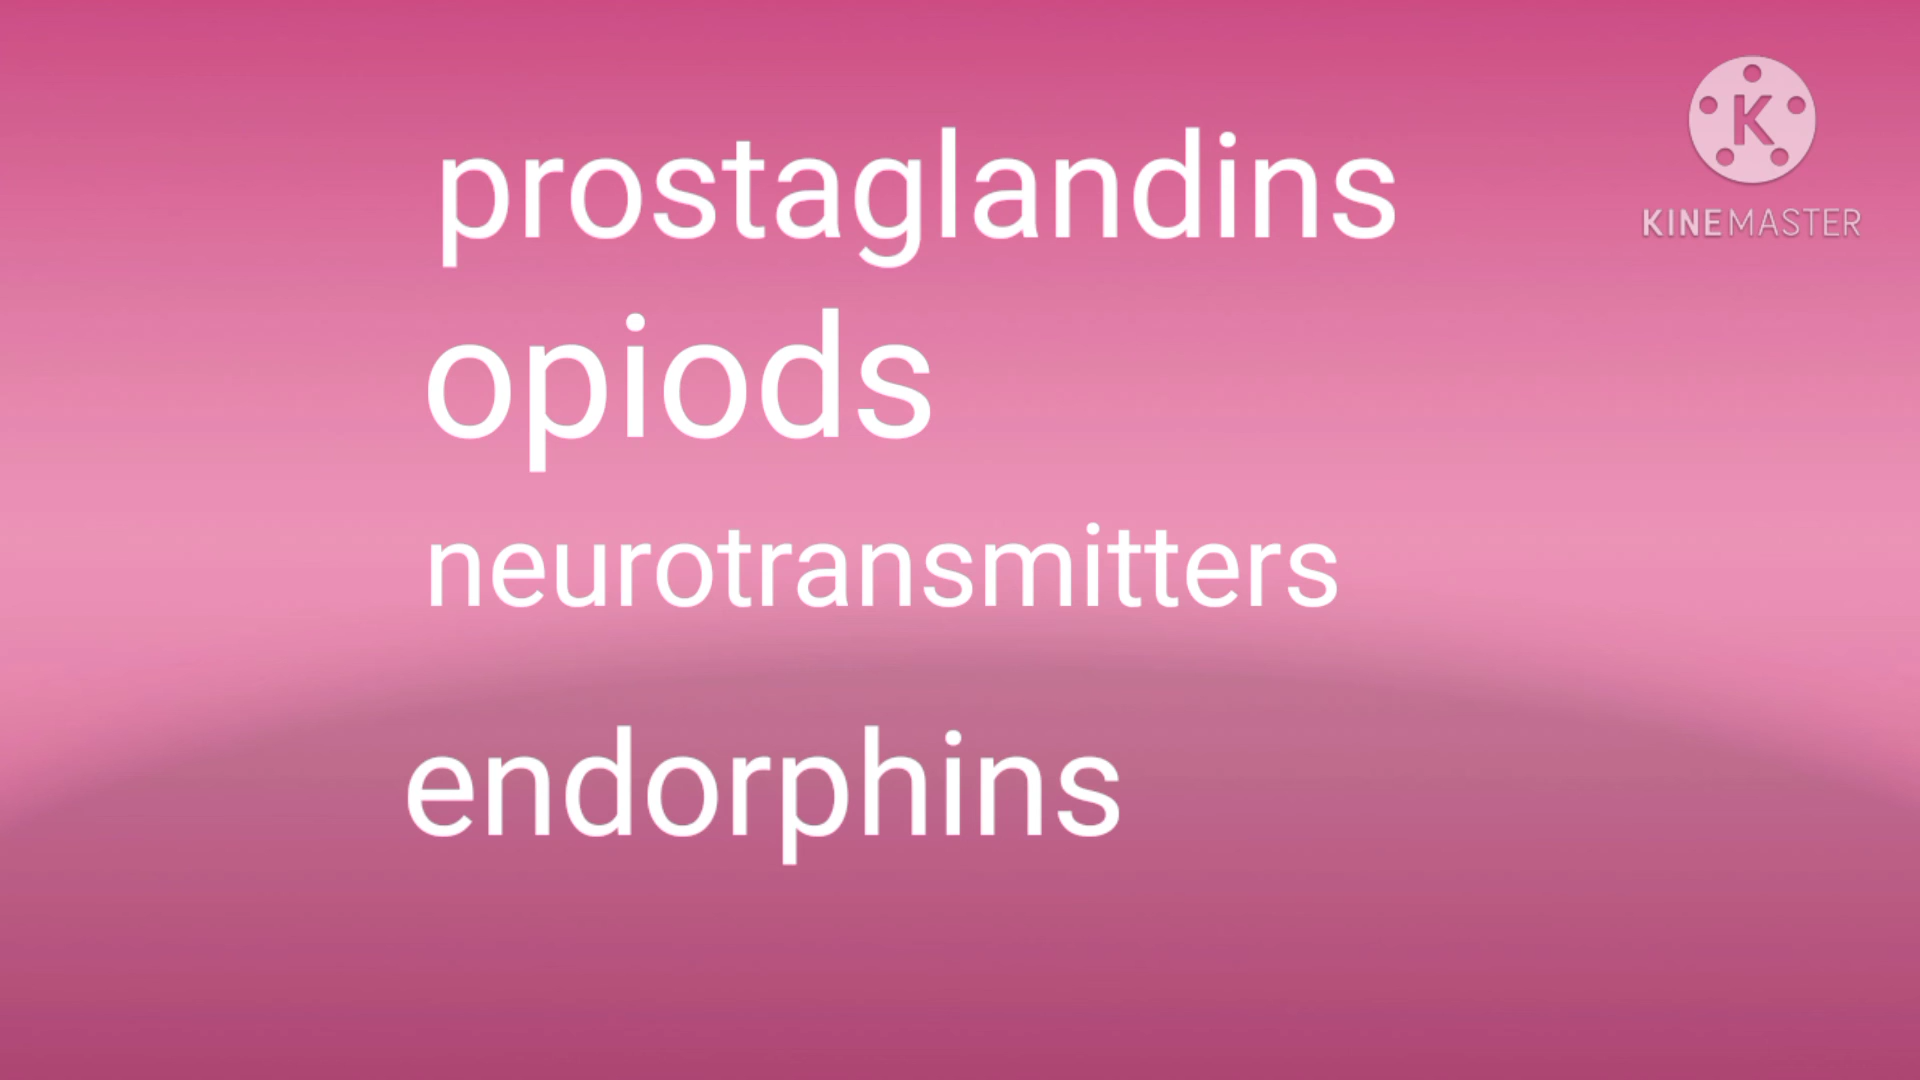 prostaglandins
K
KINEMASTER
opiods
neurotransmitters
endorphins